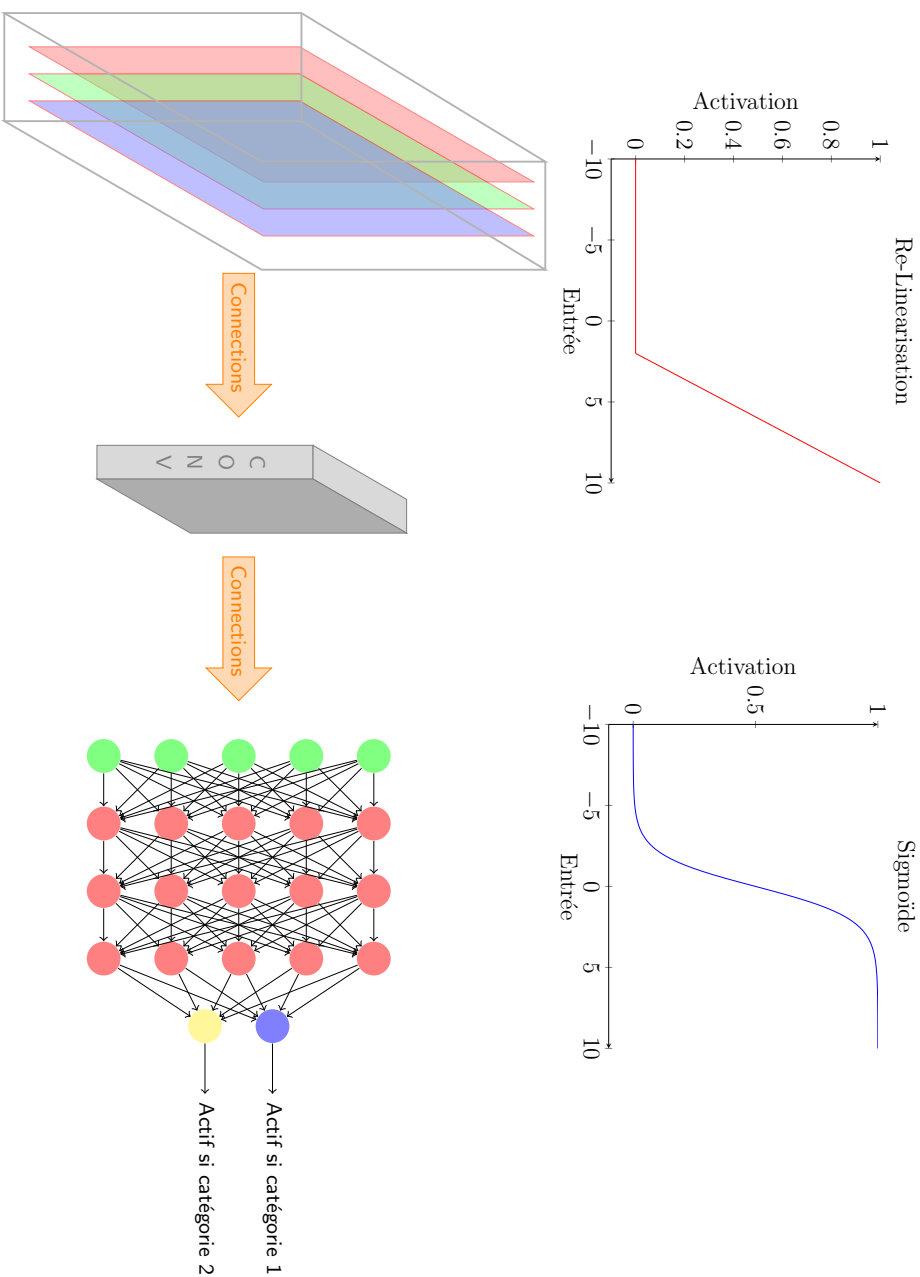 Re-Linearisation
Activation
1
0.8
0.6
0.4
0.2
0
−10
−5
0
5
10
Entrée
Sigmoïde
Activation
1
0.5
0
−10
−5
0
5
10
Entrée
Connections
C
O
N
V
Connections
Actif si catégorie 1
Actif si catégorie 2